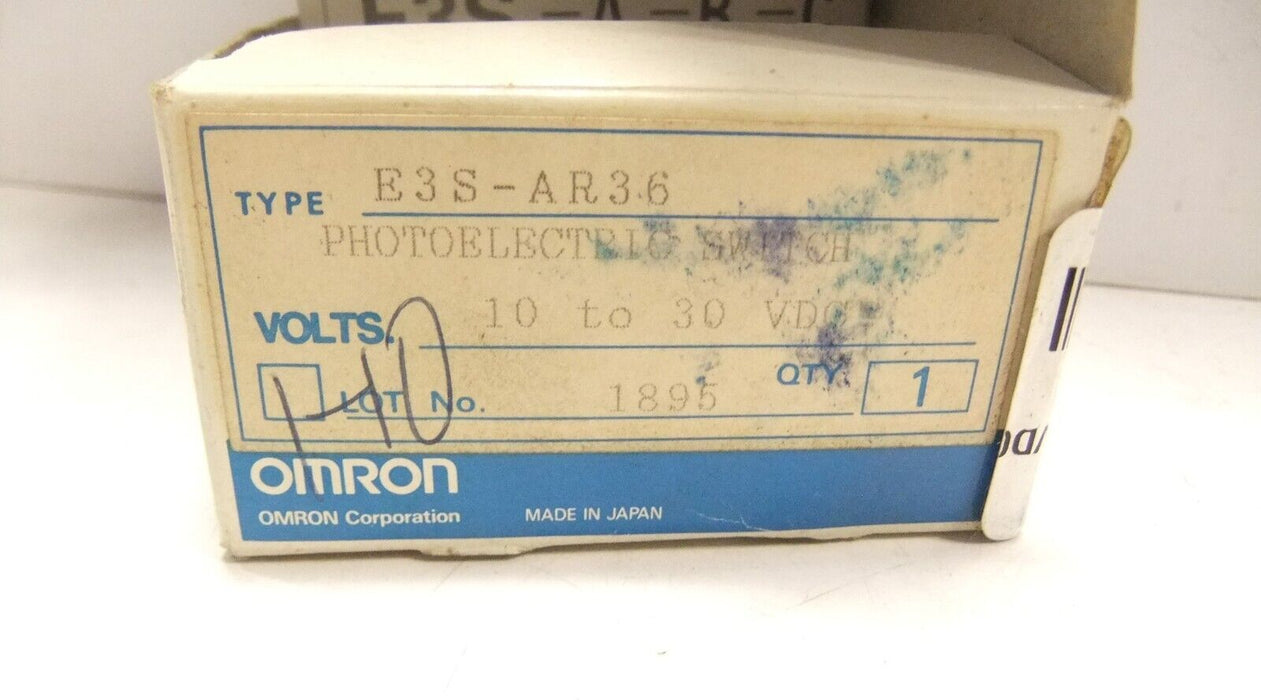 E3S-A -B -C
TYPE E3S-AR36
PHOTOELECTRIC SWITCH
VOLTS. 10 to 30 VDC
LOT No. 1895 QTY. 1
OMRON
OMRON Corporation MADE IN JAPAN